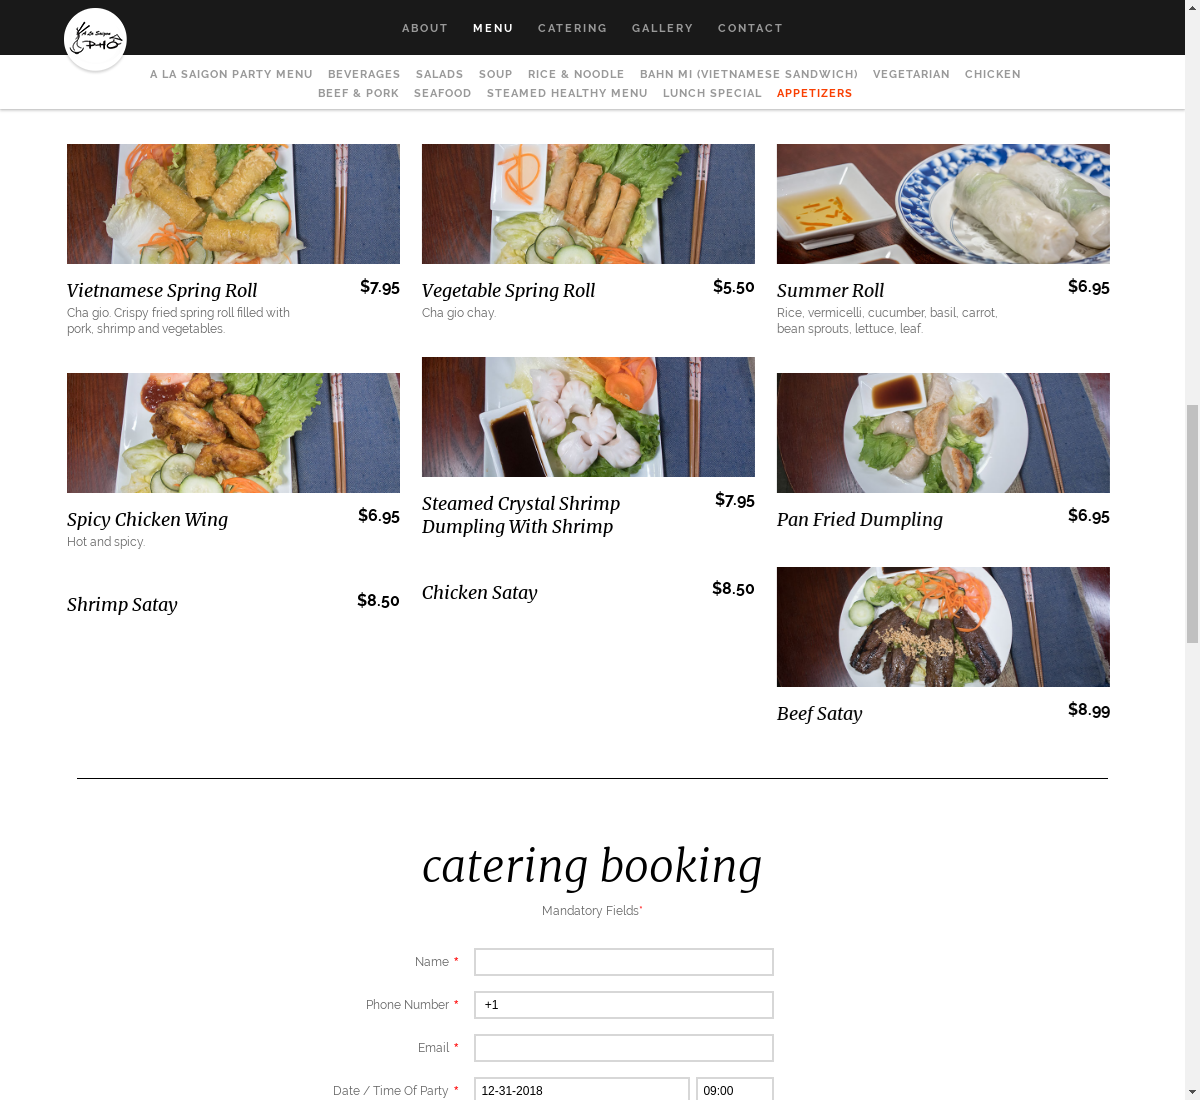 A La Saigon
PHO
ABOUT MENU CATERING GALLERY CONTACT
A LA SAIGON PARTY MENU BEVERAGES SALADS SOUP RICE & NOODLE BAHN MI (VIETNAMESE SANDWICH) VEGETARIAN CHICKEN
BEEF & PORK SEAFOOD STEAMED HEALTHY MENU LUNCH SPECIAL APPETIZERS
Vietnamese Spring Roll $7.95
Cha gio. Crispy fried spring roll filled with
pork, shrimp and vegetables.
Vegetable Spring Roll $5.50
Cha gio chay.
Summer Roll $6.95
Rice, vermicelli, cucumber, basil, carrot,
bean sprouts, lettuce, leaf.
Spicy Chicken Wing $6.95
Hot and spicy.
Steamed Crystal Shrimp $7.95
Dumpling With Shrimp
Pan Fried Dumpling $6.95
Shrimp Satay $8.50
Chicken Satay $8.50
Beef Satay $8.99
catering booking
Mandatory Fields*
Name *
Phone Number * +1
Email *
Date / Time Of Party * 12-31-2018 09:00